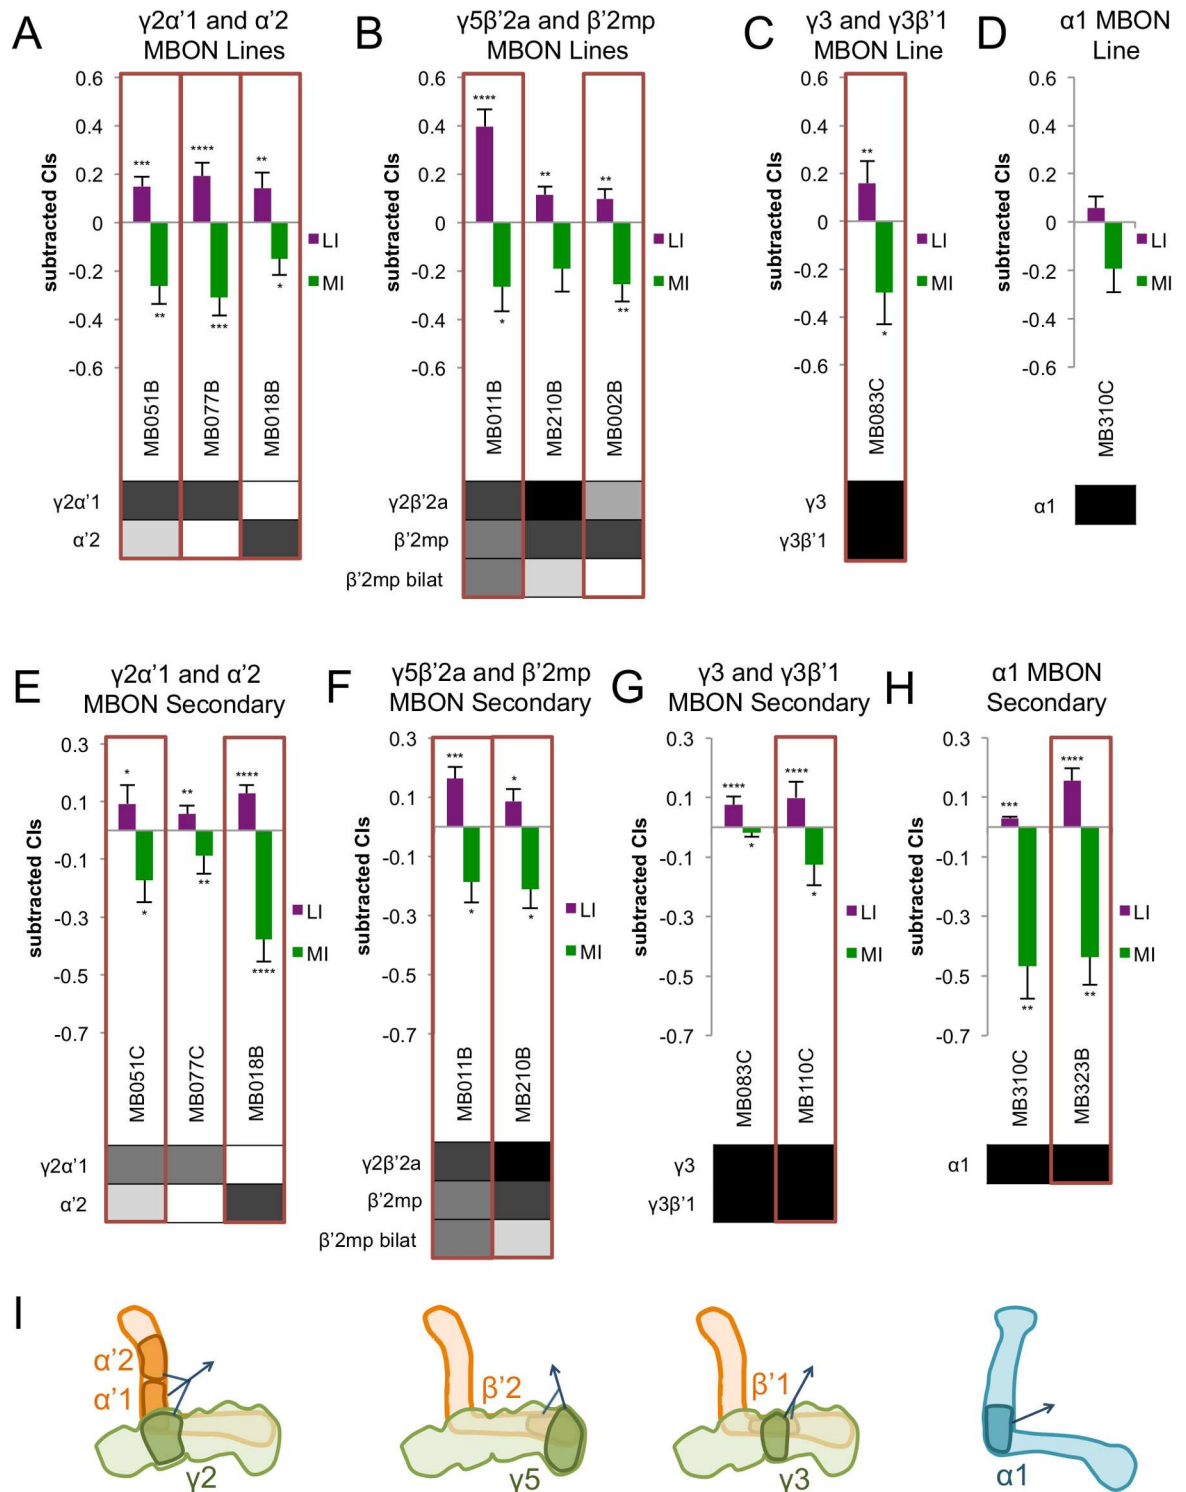 A
γ2α'1 and α'2
MBON Lines
0.6
0.4
0.2
0
-0.2
-0.4
-0.6
subtracted CIs
***
**
****
***
**
*
LI
MI
MB051B
MB077B
MB018B
γ2α'1
α'2
B
γ5β'2a and β'2mp
MBON Lines
0.6
0.4
0.2
0
-0.2
-0.4
-0.6
subtracted CIs
****
*
**
**
**
LI
MI
MB011B
MB210B
MB002B
γ2β'2a
β'2mp
β'2mp bilat
C
γ3 and γ3β'1
MBON Line
0.6
0.4
0.2
0
-0.2
-0.4
-0.6
subtracted CIs
**
*
LI
MI
MB083C
γ3
γ3β'1
D
α1 MBON
Line
0.6
0.4
0.2
0
-0.2
-0.4
-0.6
subtracted CIs
LI
MI
MB310C
α1
E
γ2α'1 and α'2
MBON Secondary
0.3
0.1
-0.1
-0.3
-0.5
-0.7
subtracted CIs
*
*
**
**
****
****
LI
MI
MB051C
MB077C
MB018B
γ2α'1
α'2
F
γ5β'2a and β'2mp
MBON Secondary
0.3
0.1
-0.1
-0.3
-0.5
-0.7
subtracted CIs
***
*
*
*
LI
MI
MB011B
MB210B
γ2β'2a
β'2mp
β'2mp bilat
G
γ3 and γ3β'1
MBON Secondary
0.3
0.1
-0.1
-0.3
-0.5
-0.7
subtracted CIs
****
*
****
*
LI
MI
MB083C
MB110C
γ3
γ3β'1
H
α1 MBON
Secondary
0.3
0.1
-0.1
-0.3
-0.5
-0.7
subtracted CIs
***
**
****
**
LI
MI
MB310C
MB323B
α1
I
α'2
α'1
γ2
β'2
γ5
β'1
γ3
α1